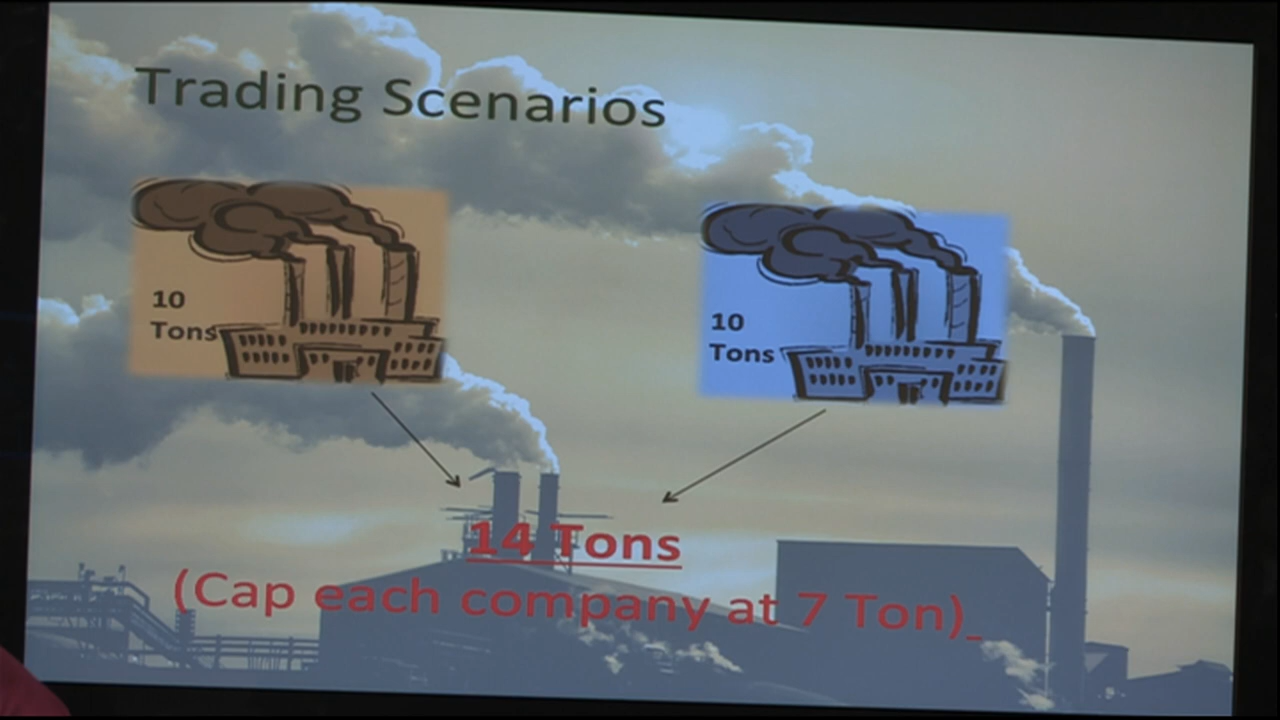 Trading Scenarios
10
Tons
10
Tons
14 Tons
(Cap each company at 7 Ton)